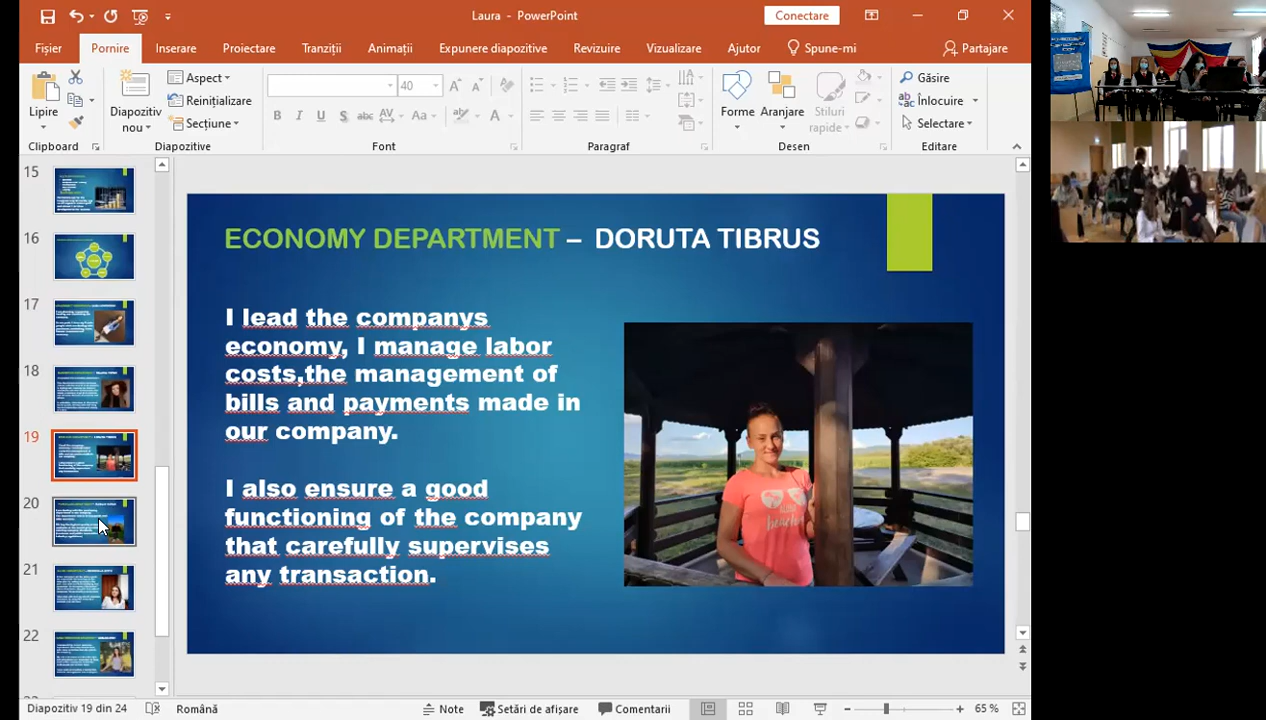 Laura - PowerPoint
Conectare
Fișier
Pornire
Inserare
Proiectare
Tranziții
Animații
Expunere diapozitive
Revizuire
Vizualizare
Ajutor
Spune-mi
Partajare
Lipire
Diapozitiv
nou
Aspect
Reinițializare
Secțiune
40
B I U S abc AV Aa A
Forme
Aranjare
Stiluri
rapide
Găsire
Înlocuire
Selectare
Clipboard
Diapozitive
Font
Paragraf
Desen
Editare
15
16
17
18
19
20
21
22
ECONOMY DEPARTMENT – DORUTA TIBRUS
I lead the companys
economy, I manage labor
costs,the management of
bills and payments made in
our company.
I also ensure a good
functioning of the company
that carefully supervises
any transaction.
Diapozitiv 19 din 24
Română
Note
Setări de afișare
Comentarii
65 %